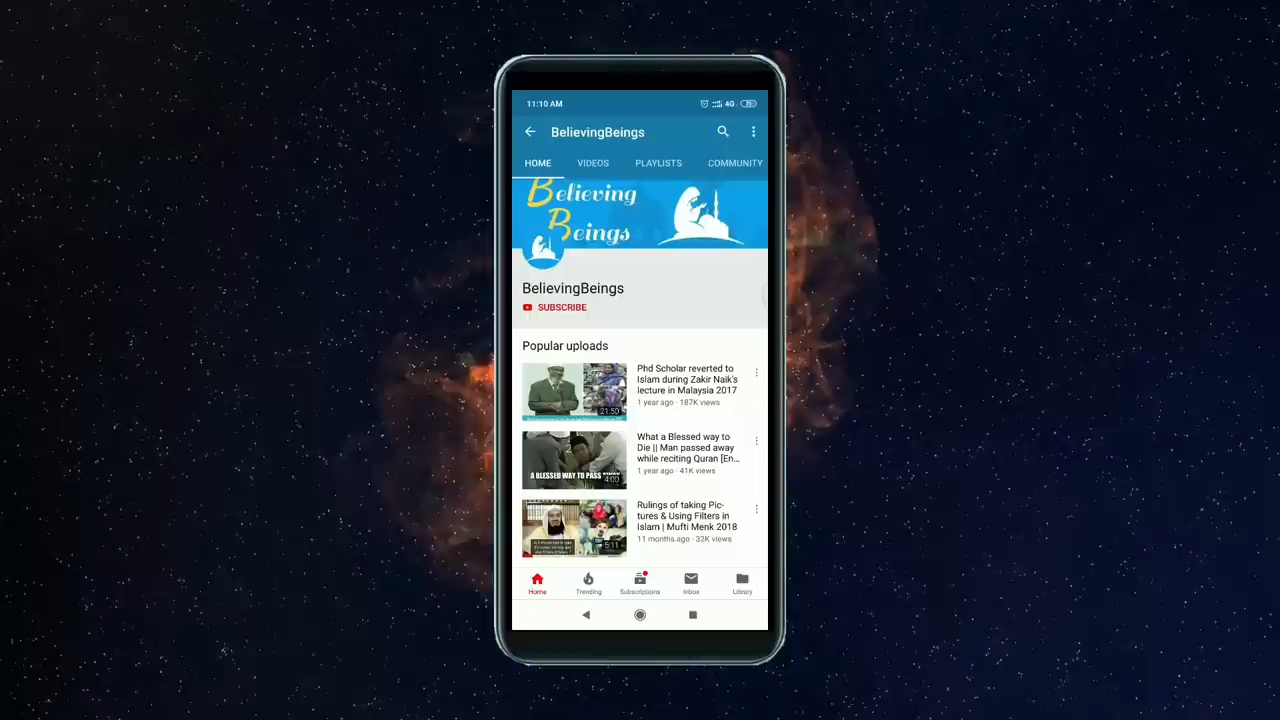 11:10 AM
4G
BelievingBeings
HOME VIDEOS PLAYLISTS COMMUNITY
Believing
Beings
BelievingBeings
SUBSCRIBE
Popular uploads
Phd Scholar reverted to
Islam during Zakir Naik's
lecture in Malaysia 2017
1 year ago · 187K views
21:50
What a Blessed way to
Die || Man passed away
while reciting Quran [En...
1 year ago · 41K views
A BLESSED WAY TO PASS
4:00
Rulings of taking Pic-
tures & Using Filters in
Islam | Mufti Menk 2018
11 months ago · 32K views
5:11
Home Trending Subscriptions Inbox Library